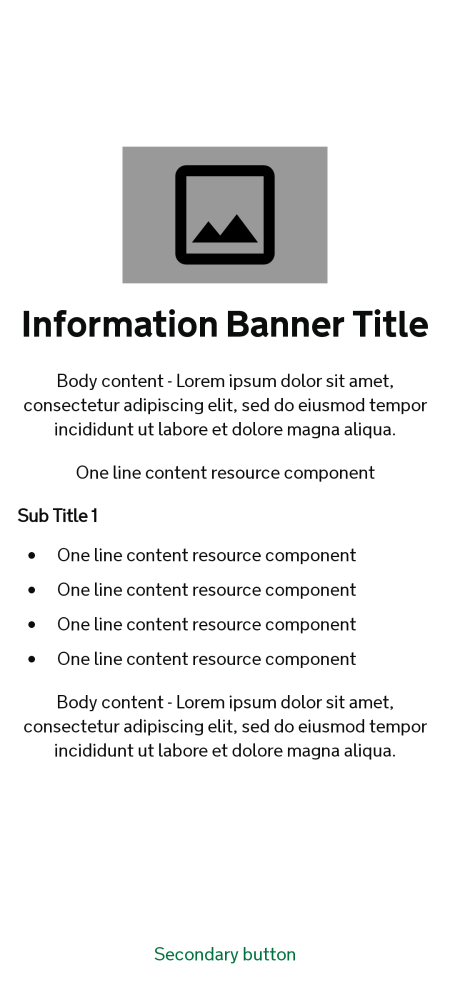 Information Banner Title
Body content - Lorem ipsum dolor sit amet,
consectetur adipiscing elit, sed do eiusmod tempor
incididunt ut labore et dolore magna aliqua.
One line content resource component
Sub Title 1
• One line content resource component
• One line content resource component
• One line content resource component
• One line content resource component
Body content - Lorem ipsum dolor sit amet,
consectetur adipiscing elit, sed do eiusmod tempor
incididunt ut labore et dolore magna aliqua.
Secondary button